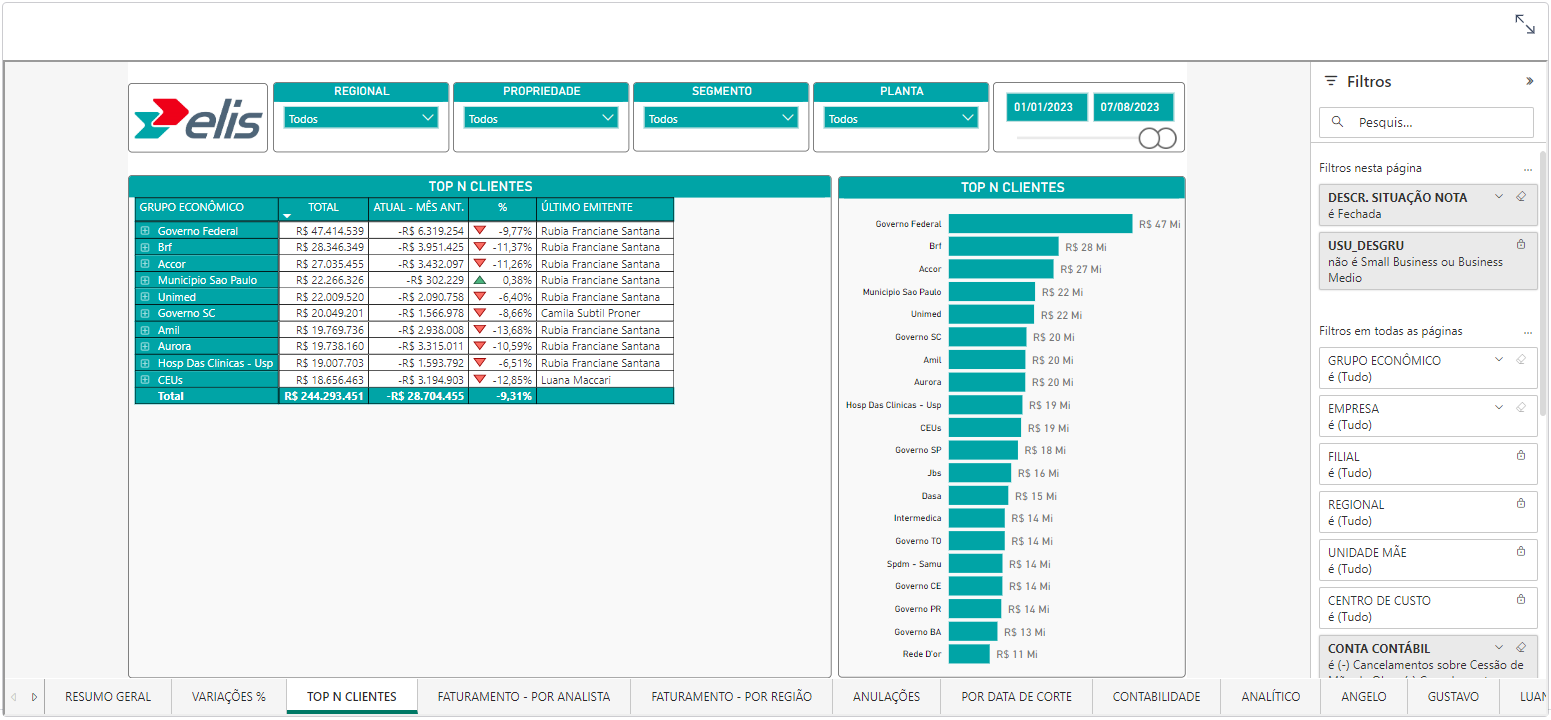 elis
REGIONAL
Todos
PROPRIEDADE
Todos
SEGMENTO
Todos
PLANTA
Todos
01/01/2023 07/08/2023
TOP N CLIENTES
GRUPO ECONÔMICO TOTAL ATUAL - MÊS ANT. % ÚLTIMO EMITENTE
Governo Federal R$ 47.414.539 -R$ 6.319.254 -9,77% Rubia Franciane Santana
Brf R$ 28.346.349 -R$ 3.951.425 -11,37% Rubia Franciane Santana
Accor R$ 27.035.455 -R$ 3.432.097 -11,26% Rubia Franciane Santana
Municipio Sao Paulo R$ 22.266.326 -R$ 302.229 0,38% Rubia Franciane Santana
Unimed R$ 22.009.520 -R$ 2.090.758 -6,40% Rubia Franciane Santana
Governo SC R$ 20.049.201 -R$ 1.566.978 -8,66% Camila Subtil Proner
Amil R$ 19.769.736 -R$ 2.938.008 -13,68% Rubia Franciane Santana
Aurora R$ 19.738.160 -R$ 3.315.011 -10,59% Rubia Franciane Santana
Hosp Das Clinicas - Usp R$ 19.007.703 -R$ 1.593.792 -6,51% Rubia Franciane Santana
CEUs R$ 18.656.463 -R$ 3.194.903 -12,85% Luana Maccari
Total R$ 244.293.451 -R$ 28.704.455 -9,31%
TOP N CLIENTES
Governo Federal R$ 47 Mi
Brf R$ 28 Mi
Accor R$ 27 Mi
Municipio Sao Paulo R$ 22 Mi
Unimed R$ 22 Mi
Governo SC R$ 20 Mi
Amil R$ 20 Mi
Aurora R$ 20 Mi
Hosp Das Clinicas - Usp R$ 19 Mi
CEUs R$ 19 Mi
Governo SP R$ 18 Mi
Jbs R$ 16 Mi
Dasa R$ 15 Mi
Intermedica R$ 14 Mi
Governo TO R$ 14 Mi
Spdm - Samu R$ 14 Mi
Governo CE R$ 14 Mi
Governo PR R$ 14 Mi
Governo BA R$ 13 Mi
Rede D'or R$ 11 Mi
Filtros
Pesquis...
Filtros nesta página ...
DESCR. SITUAÇÃO NOTA
é Fechada
USU_DESGRU
não é Small Business ou Business
Medio
Filtros em todas as páginas ...
GRUPO ECONÔMICO
é (Tudo)
EMPRESA
é (Tudo)
FILIAL
é (Tudo)
REGIONAL
é (Tudo)
UNIDADE MÃE
é (Tudo)
CENTRO DE CUSTO
é (Tudo)
CONTA CONTÁBIL
é (-) Cancelamentos sobre Cessão de
RESUMO GERAL VARIAÇÕES % TOP N CLIENTES FATURAMENTO - POR ANALISTA FATURAMENTO - POR REGIÃO ANULAÇÕES POR DATA DE CORTE CONTABILIDADE ANALÍTICO ANGELO GUSTAVO LUAN